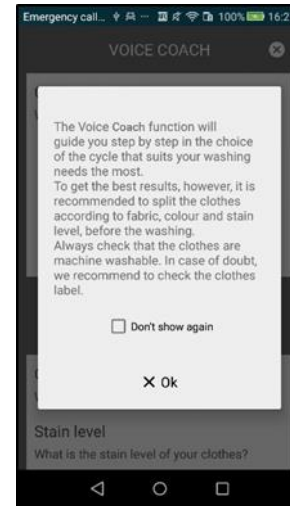 Emergency call... 100% 16:2
VOICE COACH
The Voice Coach function will
guide you step by step in the choice
of the cycle that suits your washing
needs the most.
To get the best results, however, it is
recommended to split the clothes
according to fabric, colour and stain
level, before the washing.
Always check that the clothes are
machine washable. In case of doubt,
we recommend to check the clothes
label.
Don't show again
Ok
Stain level
What is the stain level of your clothes?